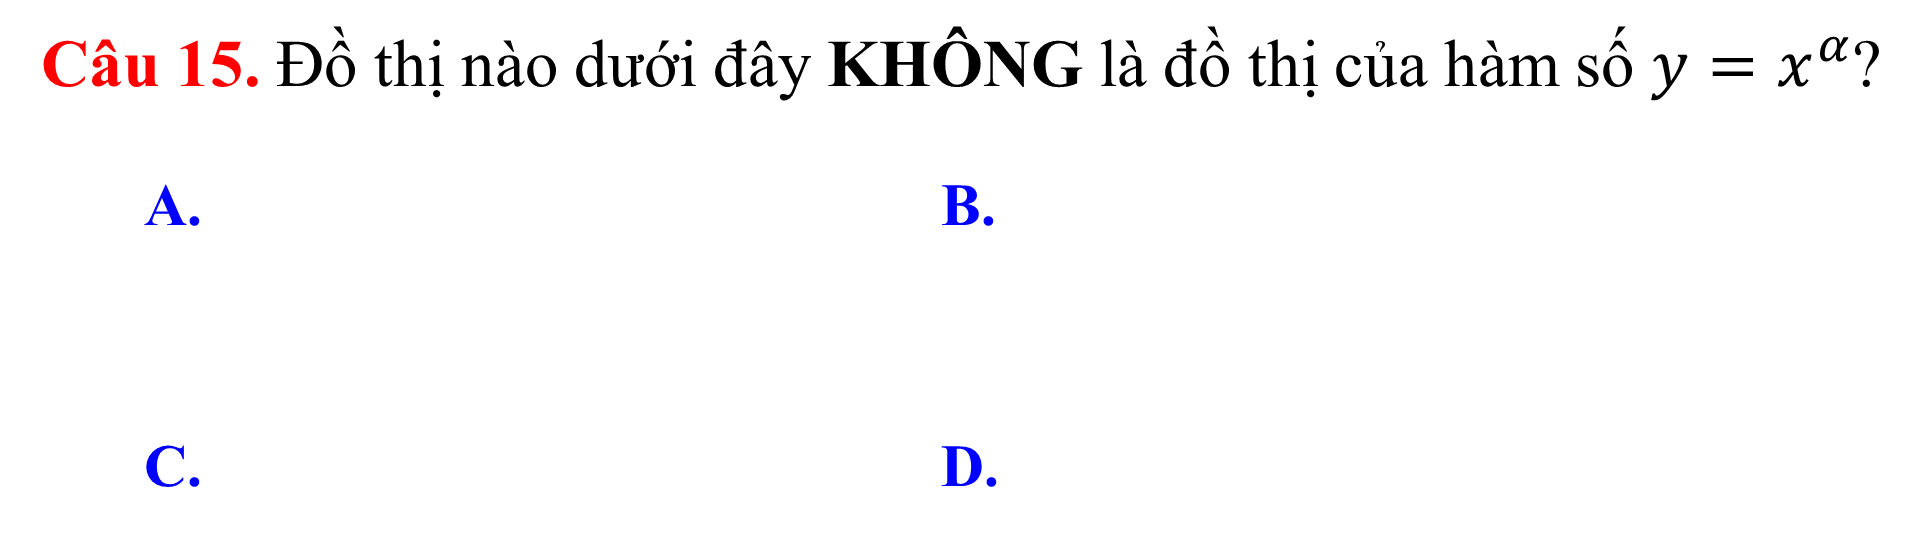 Câu 15. Đồ thị nào dưới đây KHÔNG là đồ thị của hàm số y = x^α?
A. B.
C. D.